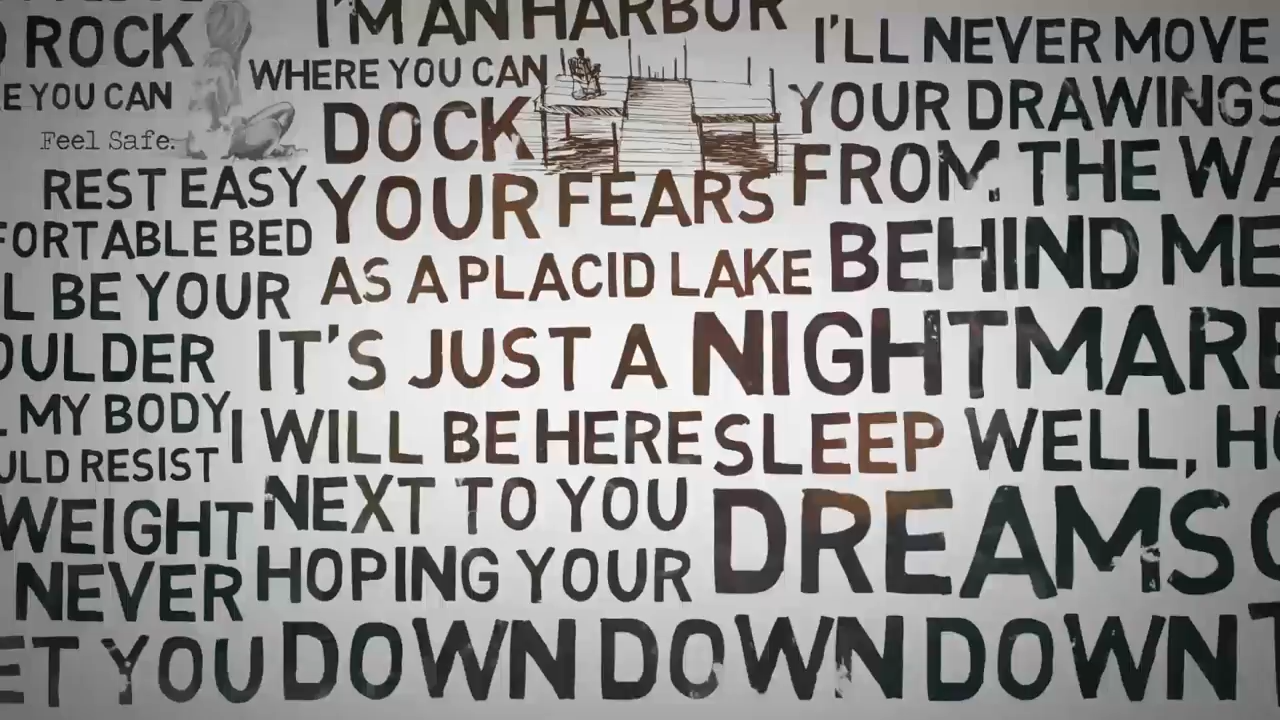 ROCK
E YOU CAN
Feel Safe.
REST EASY
FORTABLE BED
L BE YOUR
OULDER
MY BODY
ULD RESIST
WEIGHT
NEVER
ET YOU
I'M AN HARBOR
WHERE YOU CAN
DOCK
YOUR FEARS
AS A PLACID LAKE
IT'S JUST A NIGHTMARE
I WILL BE HERE
NEXT TO YOU
HOPING YOUR
DOWN DOWN DOWN
I'LL NEVER MOVE
YOUR DRAWINGS
FROM THE WA
BEHIND ME
SLEEP WELL, HO
DREAMS